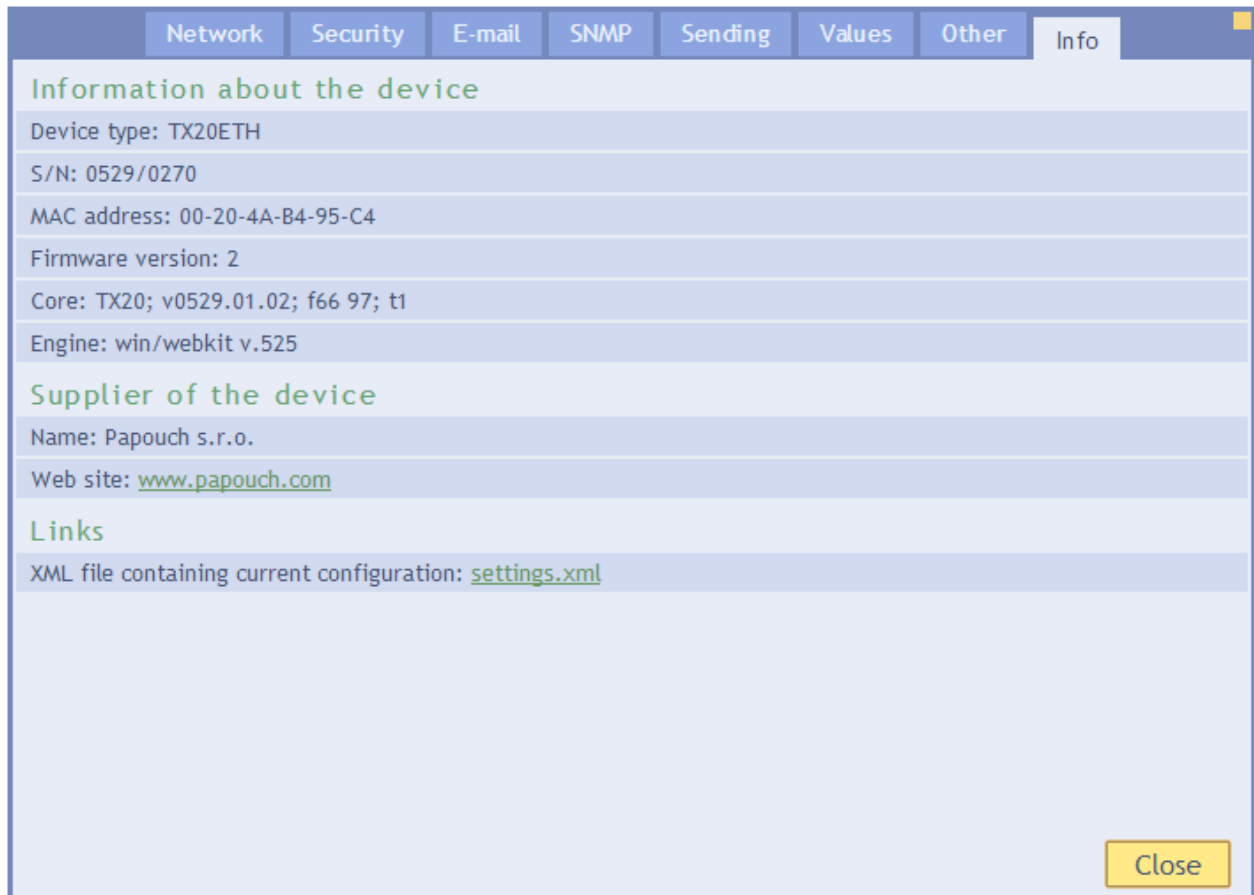 Network Security E-mail SNMP Sending Values Other Info
Information about the device
Device type: TX20ETH
S/N: 0529/0270
MAC address: 00-20-4A-B4-95-C4
Firmware version: 2
Core: TX20; v0529.01.02; f66 97; t1
Engine: win/webkit v.525
Supplier of the device
Name: Papouch s.r.o.
Web site: www.papouch.com
Links
XML file containing current configuration: settings.xml
Close